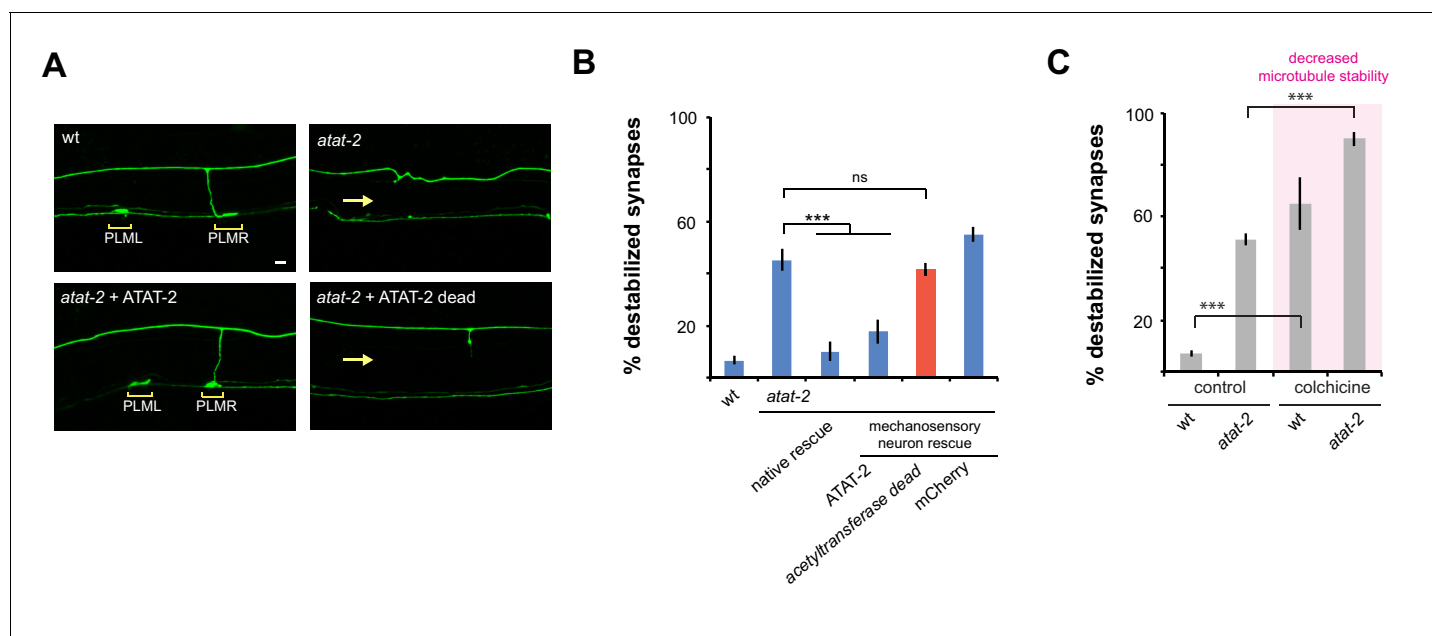 A
wt
PLML
PLMR
atat-2
atat-2 + ATAT-2
PLML
PLMR
atat-2 + ATAT-2 dead
B
% destabilized synapses
100
60
20
ns
***
wt
atat-2
native rescue
mechanosensory
neuron rescue
ATAT-2
acetyltransferase dead
mCherry
C
decreased
microtubule stability
% destabilized synapses
100
60
20
***
***
control
colchicine
wt
atat-2
wt
atat-2